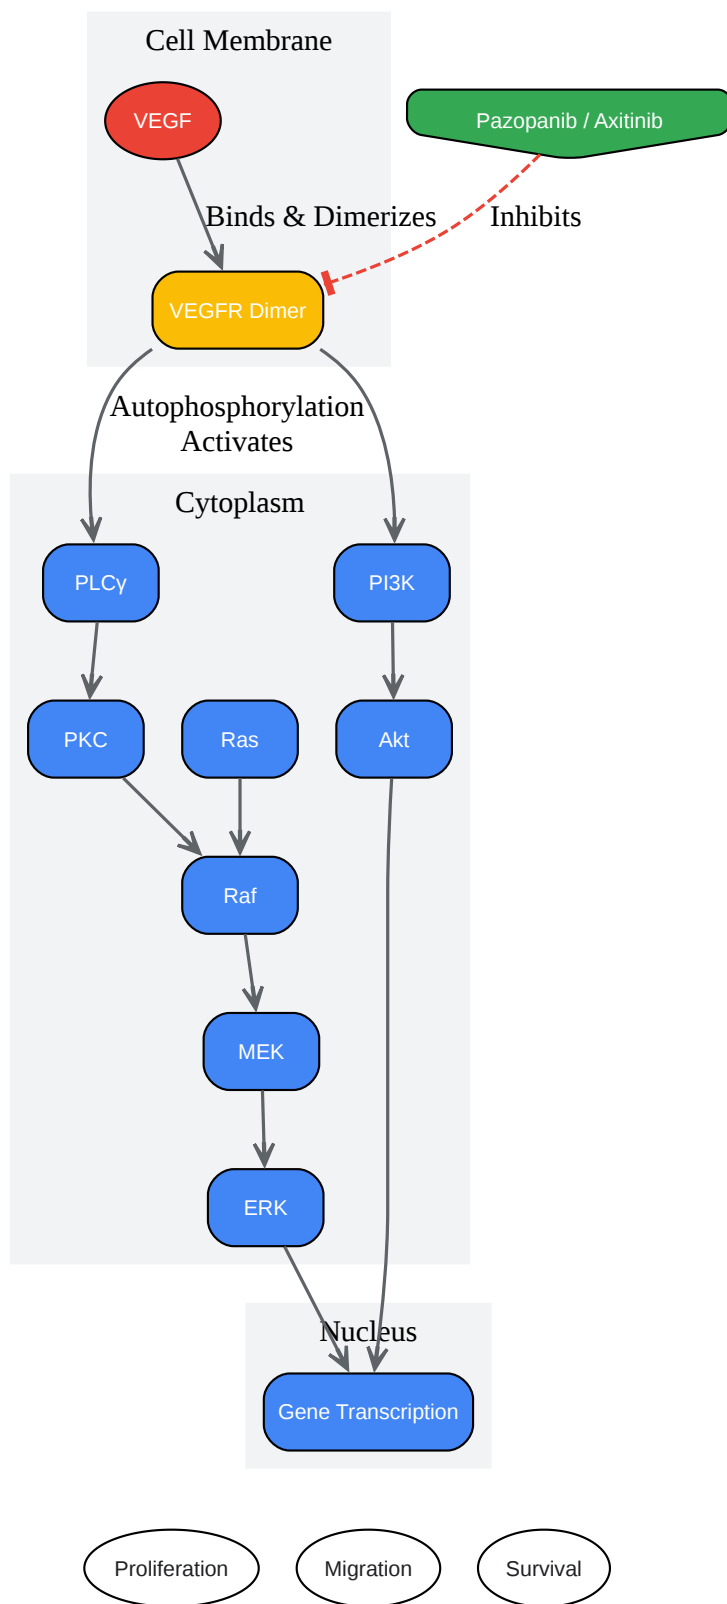 Cell Membrane
VEGF
Pazopanib / Axitinib
Binds & Dimerizes
Inhibits
VEGFR Dimer
Autophosphorylation
Activates
Cytoplasm
PLCγ
PI3K
PKC
Ras
Akt
Raf
MEK
ERK
Nucleus
Gene Transcription
Proliferation
Migration
Survival